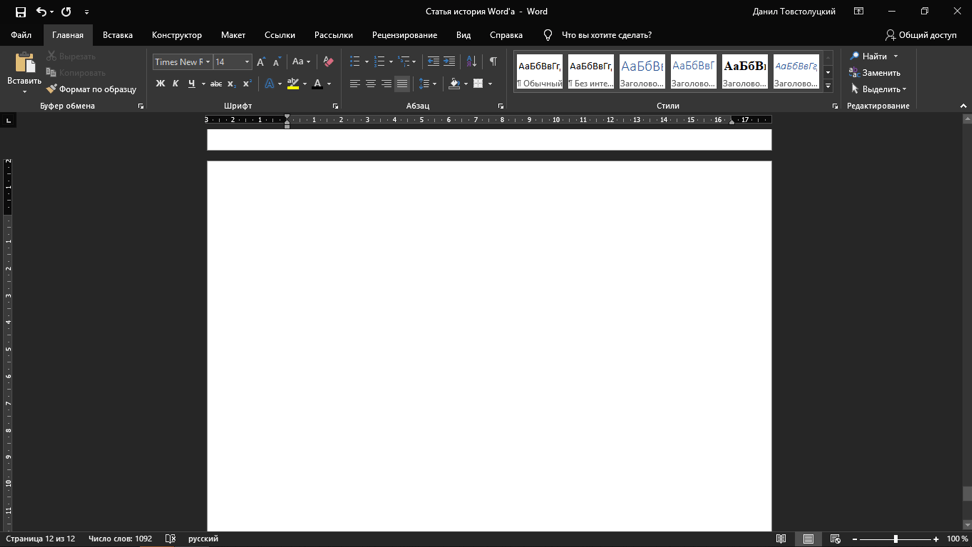 Статья история Word'а - Word
Данил Товстолуцкий
Файл Главная Вставка Конструктор Макет Ссылки Рассылки Рецензирование Вид Справка Что вы хотите сделать? Общий доступ
Вставить
Вырезать
Копировать
Формат по образцу
Буфер обмена
Times New R 14
Aa
Ж К Ч abc x₂ x² A A
Шрифт
Абзац
АаБбВвГг, АаБбВвГг, АаБбВ АаБбВвГ АаБбВ АаБбВвГг
¶ Обычный ¶ Без инте... Заголово... Заголово... Заголово... Заголово...
Стили
Найти
Заменить
Выделить
Редактирование
3 2 1 1 2 3 4 5 6 7 8 9 10 11 12 13 14 15 16 17
2
1
1
2
3
4
5
6
7
8
9
10
11
Страница 12 из 12 Число слов: 1092 русский 100 %